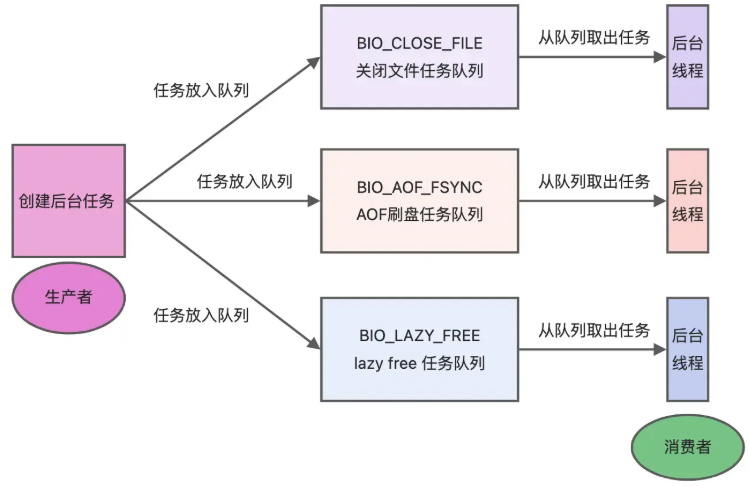 创建后台任务
生产者
任务放入队列
BIO_CLOSE_FILE
关闭文件任务队列
从队列取出任务
后台
线程
任务放入队列
BIO_AOF_FSYNC
AOF刷盘任务队列
从队列取出任务
后台
线程
任务放入队列
BIO_LAZY_FREE
lazy free 任务队列
从队列取出任务
后台
线程
消费者